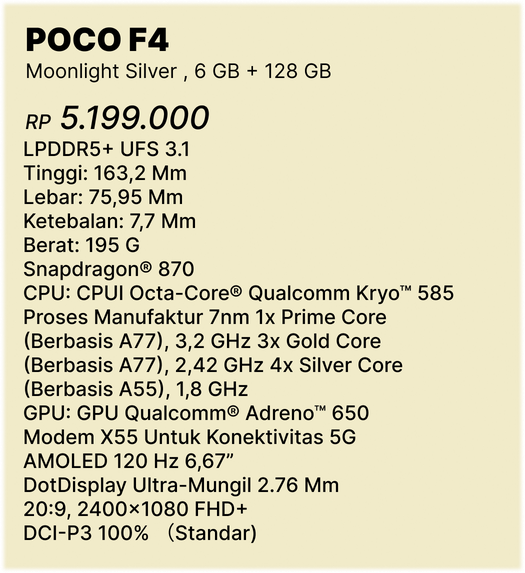 POCO F4
Moonlight Silver , 6 GB + 128 GB
RP 5.199.000
LPDDR5+ UFS 3.1
Tinggi: 163,2 Mm
Lebar: 75,95 Mm
Ketebalan: 7,7 Mm
Berat: 195 G
Snapdragon® 870
CPU: CPUI Octa-Core® Qualcomm Kryo™ 585
Proses Manufaktur 7nm 1x Prime Core
(Berbasis A77), 3,2 GHz 3x Gold Core
(Berbasis A77), 2,42 GHz 4x Silver Core
(Berbasis A55), 1,8 GHz
GPU: GPU Qualcomm® Adreno™ 650
Modem X55 Untuk Konektivitas 5G
AMOLED 120 Hz 6,67”
DotDisplay Ultra-Mungil 2.76 Mm
20:9, 2400×1080 FHD+
DCI-P3 100% （Standar)